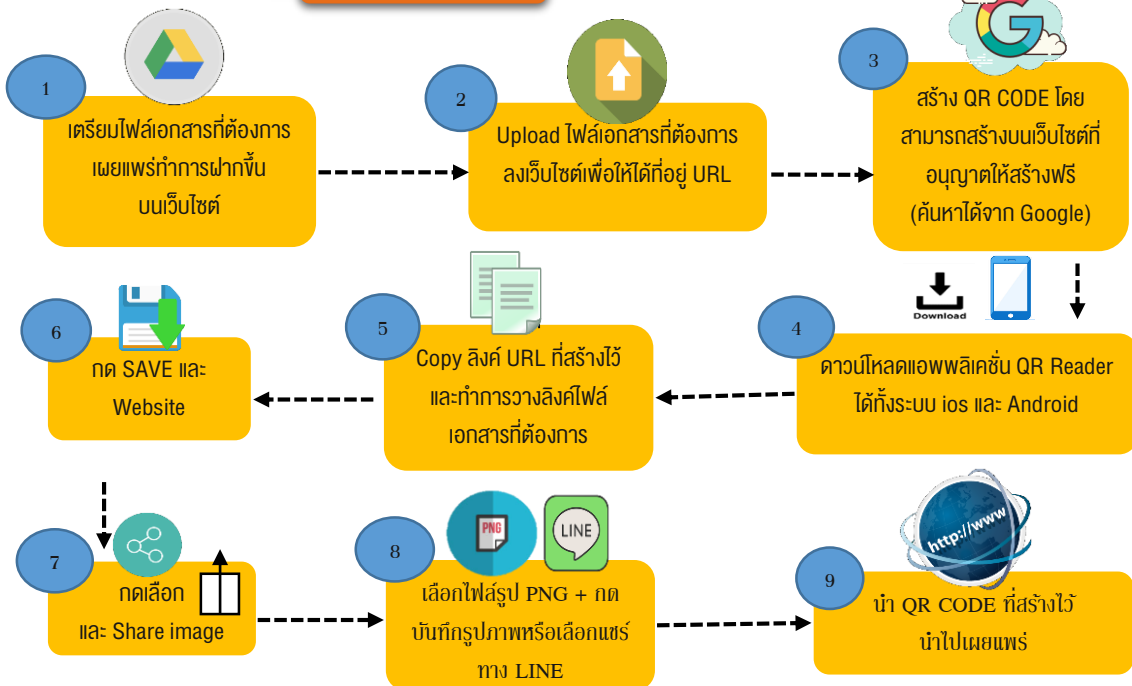 1
เตรียมไฟล์เอกสารที่ต้องการ
เผยแพร่ทำการฝากขึ้น
บนเว็บไซต์
2
Upload ไฟล์เอกสารที่ต้องการ
ลงเว็บไซต์เพื่อให้ได้ที่อยู่ URL
3
สร้าง QR CODE โดย
สามารถสร้างบนเว็บไซต์ที่
อนุญาตให้สร้างฟรี
(ค้นหาได้จาก Google)
Download
4
ดาวน์โหลดแอพพลิเคชั่น QR Reader
ได้ทั้งระบบ ios และ Android
5
Copy ลิงค์ URL ที่สร้างไว้
และทำการวางลิงค์ไฟล์
เอกสารที่ต้องการ
6
กด SAVE และ
Website
7
กดเลือก
และ Share image
PNG
LINE
8
เลือกไฟล์รูป PNG + กด
บันทึกรูปภาพหรือเลือกแชร์
ทาง LINE
http://www
9
นำ QR CODE ที่สร้างไว้
นำไปเผยแพร่